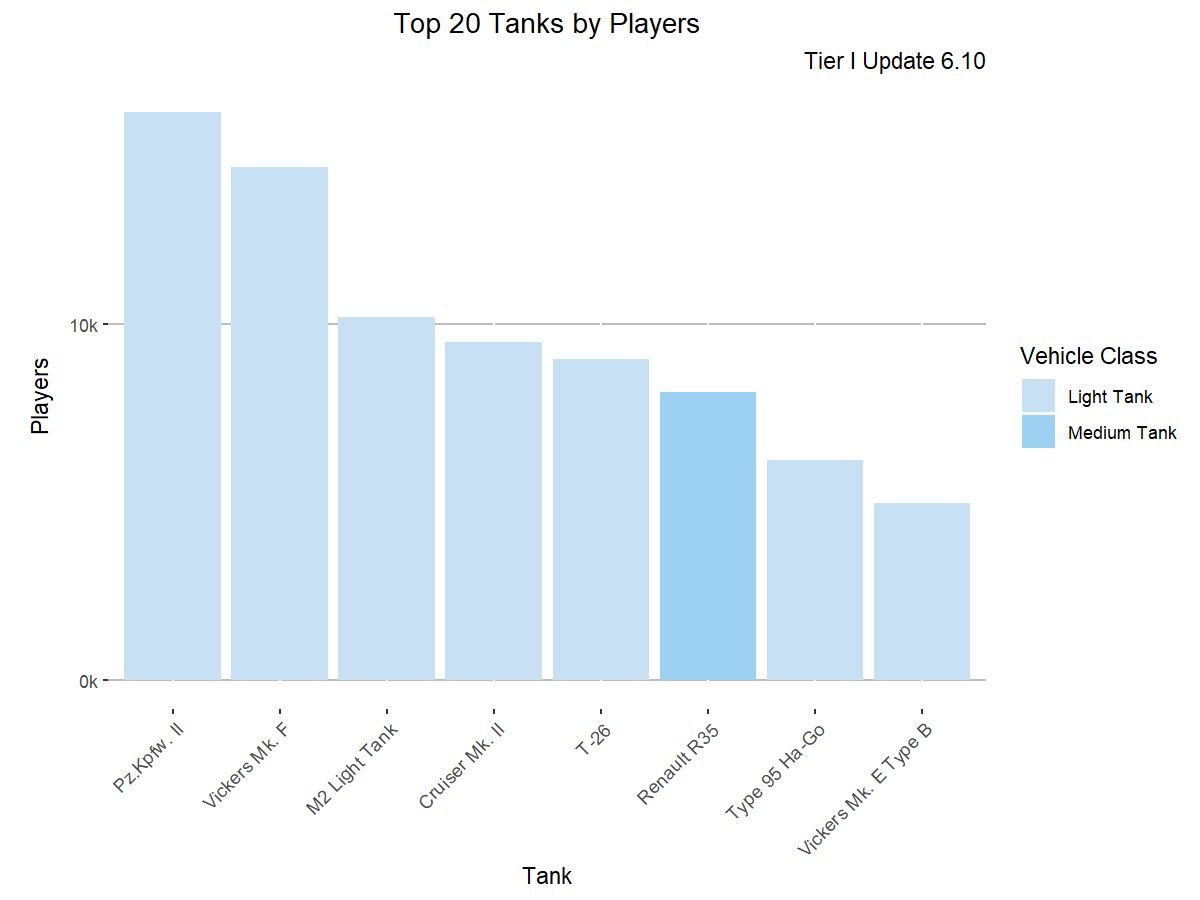 Top 20 Tanks by Players
Tier I Update 6.10
Players
10k
0k
Pz.Kpfw. II
Vickers Mk. F
M2 Light Tank
Cruiser Mk. II
T-26
Renault R35
Type 95 Ha-Go
Vickers Mk. E Type B
Tank
Vehicle Class
Light Tank
Medium Tank